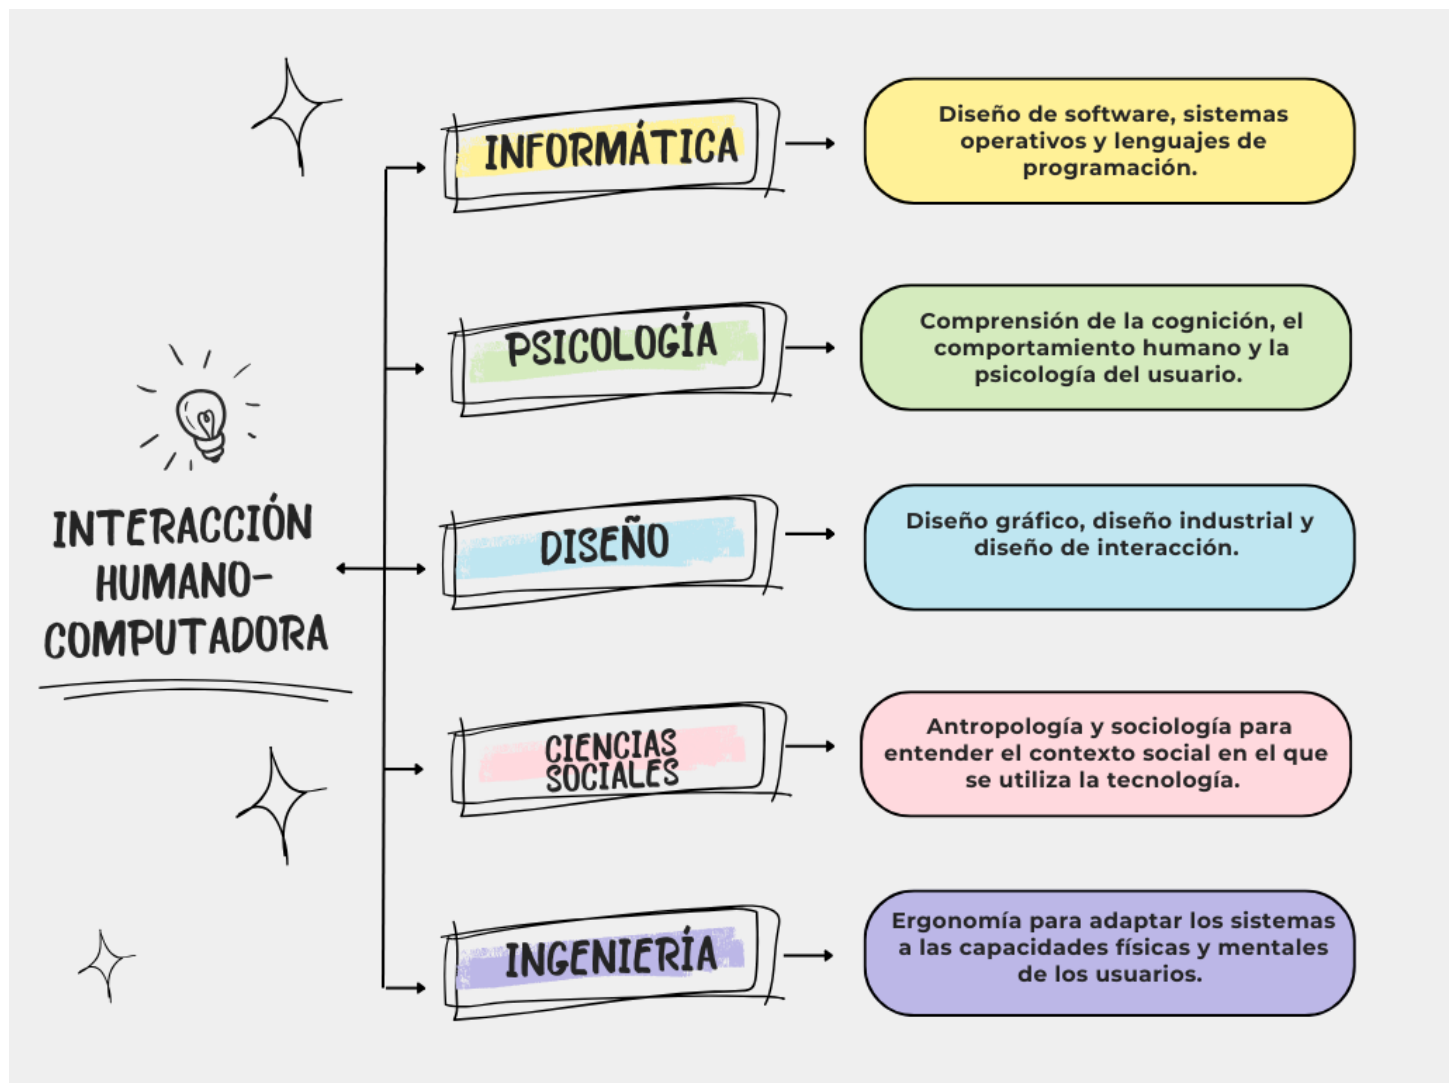 INTERACCIÓN
HUMANO-
COMPUTADORA
INFORMÁTICA
Diseño de software, sistemas
operativos y lenguajes de
programación.
PSICOLOGÍA
Comprensión de la cognición, el
comportamiento humano y la
psicología del usuario.
DISEÑO
Diseño gráfico, diseño industrial y
diseño de interacción.
CIENCIAS
SOCIALES
Antropología y sociología para
entender el contexto social en el que
se utiliza la tecnología.
INGENIERÍA
Ergonomía para adaptar los sistemas
a las capacidades físicas y mentales
de los usuarios.